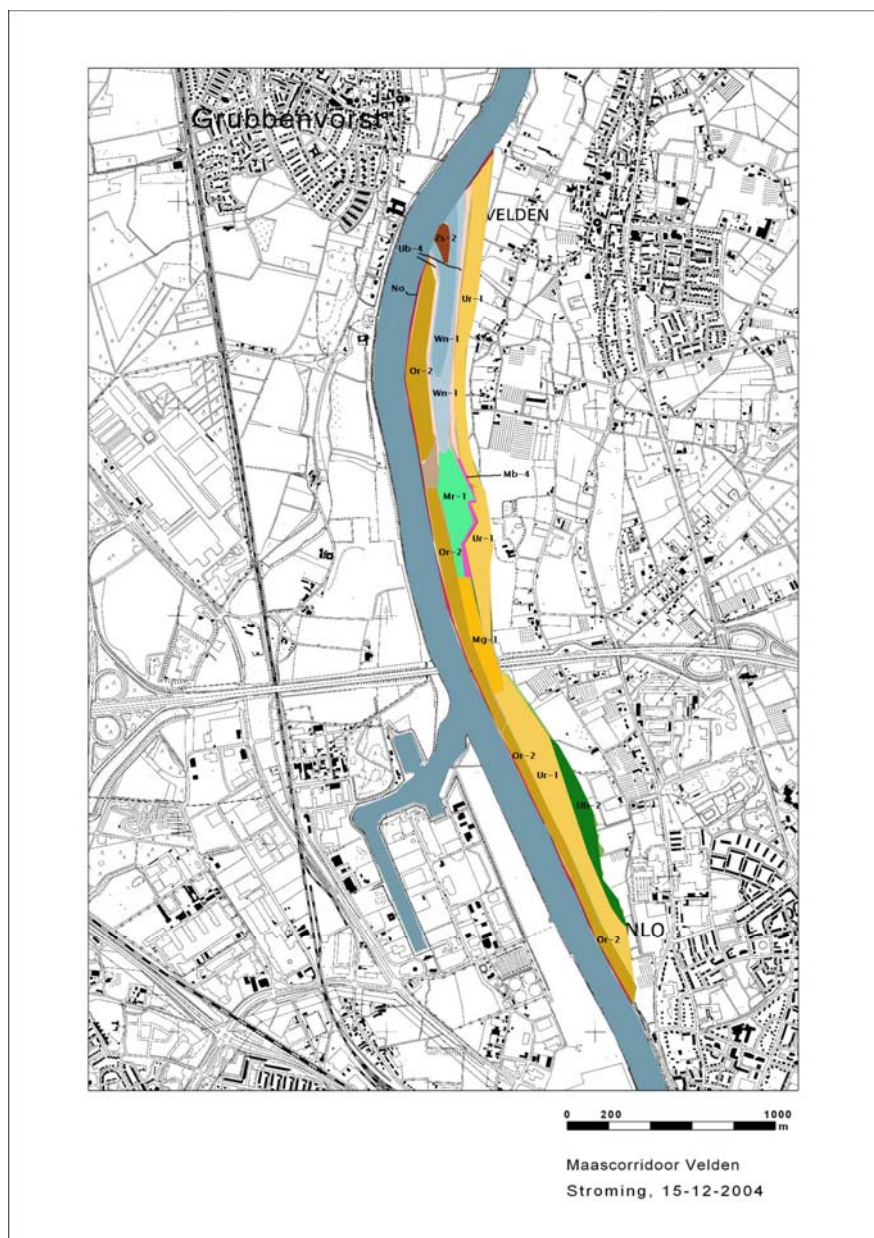 Grubbenvorst
VELDEN
Zs-2
Ub-4
No
Ur-1
Wn-1
Or-2
Wn-1
Mb-4
Mr-1
Or-2
Ur-1
Mg-1
Or-2
Ur-1
Ub-2
Or-2
NLO
0 200 1000
m
Maascorridoor Velden
Stroming, 15-12-2004